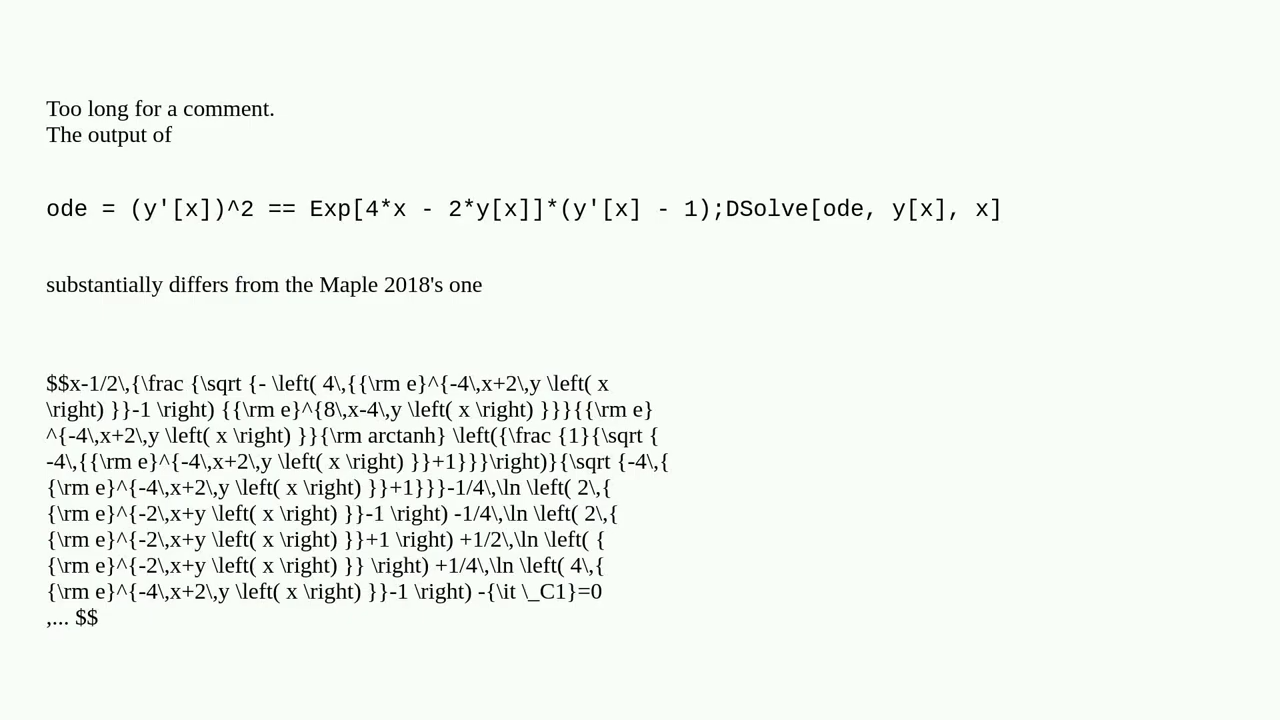 Too long for a comment.
The output of
ode = (y'[x])^2 == Exp[4*x - 2*y[x]]*(y'[x] - 1);DSolve[ode, y[x], x]
substantially differs from the Maple 2018's one
$$x-1/2\,{\frac {\sqrt {- \left( 4\,{{\rm e}^{-4\,x+2\,y \left( x
\right) }}-1 \right) {{\rm e}^{8\,x-4\,y \left( x \right) }}}{{\rm e}
^{-4\,x+2\,y \left( x \right) }}{\rm arctanh} \left({\frac {1}{\sqrt {
-4\,{{\rm e}^{-4\,x+2\,y \left( x \right) }}+1}}}\right)}{\sqrt {-4\,{
{\rm e}^{-4\,x+2\,y \left( x \right) }}+1}}}-1/4\,\ln \left( 2\,{
{\rm e}^{-2\,x+y \left( x \right) }}-1 \right) -1/4\,\ln \left( 2\,{
{\rm e}^{-2\,x+y \left( x \right) }}+1 \right) +1/2\,\ln \left( {
{\rm e}^{-2\,x+y \left( x \right) }} \right) +1/4\,\ln \left( 4\,{
{\rm e}^{-4\,x+2\,y \left( x \right) }}-1 \right) -{\it \_C1}=0
,... $$